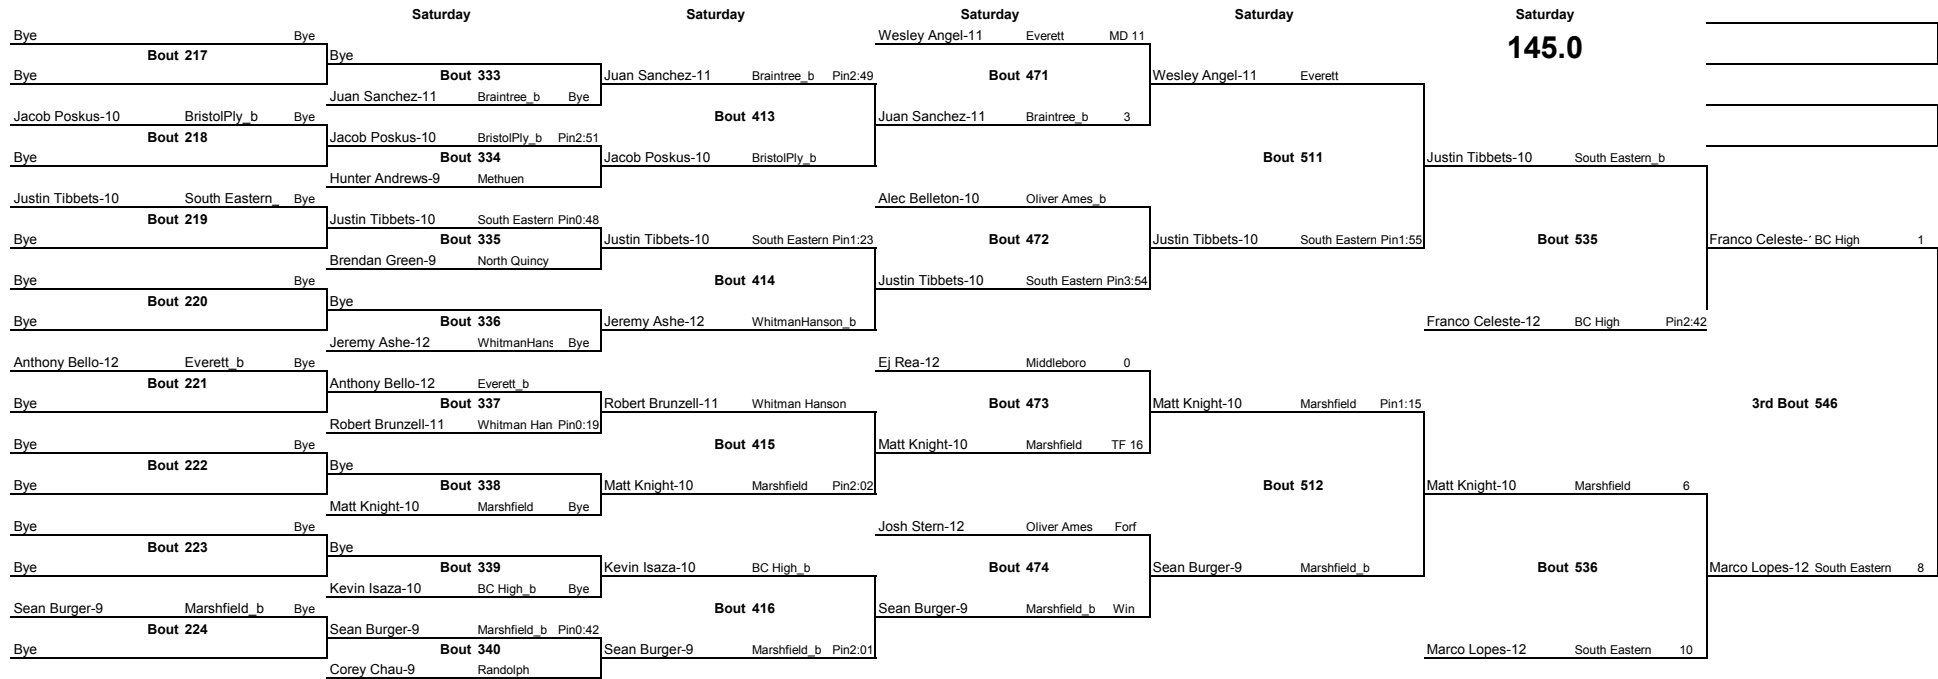 Saturday Saturday Saturday Saturday Saturday
145.0
Bye Bye
Bout 217
Bye
Jacob Poskus-10 BristolPly_b Bye
Bout 218
Bye
Justin Tibbets-10 South Eastern_ Bye
Bout 219
Bye
Bye Bye
Bout 220
Bye
Anthony Bello-12 Everett_b Bye
Bout 221
Bye
Bye Bye
Bout 222
Bye
Bye Bye
Bout 223
Bye
Sean Burger-9 Marshfield_b Bye
Bout 224
Bye
Bye
Bout 333
Juan Sanchez-11 Braintree_b Bye
Jacob Poskus-10 BristolPly_b Pin2:51
Bout 334
Hunter Andrews-9 Methuen
Justin Tibbets-10 South Eastern Pin0:48
Bout 335
Brendan Green-9 North Quincy
Bye
Bout 336
Jeremy Ashe-12 WhitmanHans Bye
Anthony Bello-12 Everett_b
Bout 337
Robert Brunzell-11 Whitman Han Pin0:19
Bye
Bout 338
Matt Knight-10 Marshfield Bye
Bye
Bout 339
Kevin Isaza-10 BC High_b Bye
Sean Burger-9 Marshfield_b Pin0:42
Bout 340
Corey Chau-9 Randolph
Juan Sanchez-11 Braintree_b Pin2:49
Bout 413
Jacob Poskus-10 BristolPly_b
Justin Tibbets-10 South Eastern Pin1:23
Bout 414
Jeremy Ashe-12 WhitmanHanson_b
Robert Brunzell-11 Whitman Hanson
Bout 415
Matt Knight-10 Marshfield Pin2:02
Kevin Isaza-10 BC High_b
Bout 416
Sean Burger-9 Marshfield_b Pin2:01
Wesley Angel-11 Everett MD 11
Bout 471
Juan Sanchez-11 Braintree_b 3
Alec Belleton-10 Oliver Ames_b
Bout 472
Justin Tibbets-10 South Eastern Pin3:54
Ej Rea-12 Middleboro 0
Bout 473
Matt Knight-10 Marshfield TF 16
Josh Stern-12 Oliver Ames Forf
Bout 474
Sean Burger-9 Marshfield_b Win
Wesley Angel-11 Everett
Bout 511
Justin Tibbets-10 South Eastern Pin1:55
Matt Knight-10 Marshfield Pin1:15
Bout 512
Sean Burger-9 Marshfield_b
Justin Tibbets-10 South Eastern_b
Bout 535
Franco Celeste-12 BC High Pin2:42
Matt Knight-10 Marshfield 6
Bout 536
Marco Lopes-12 South Eastern 10
Franco Celeste-1 BC High 1
3rd Bout 546
Marco Lopes-12 South Eastern 8